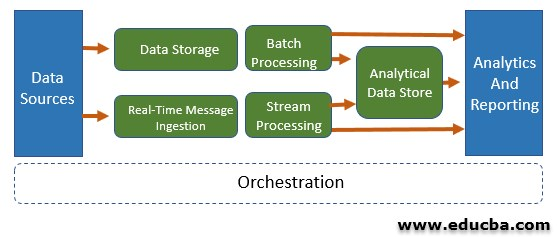 Data
Sources
Data Storage
Batch
Processing
Real-Time Message
Ingestion
Stream
Processing
Analytical
Data Store
Analytics
And
Reporting
Orchestration
www.educba.com